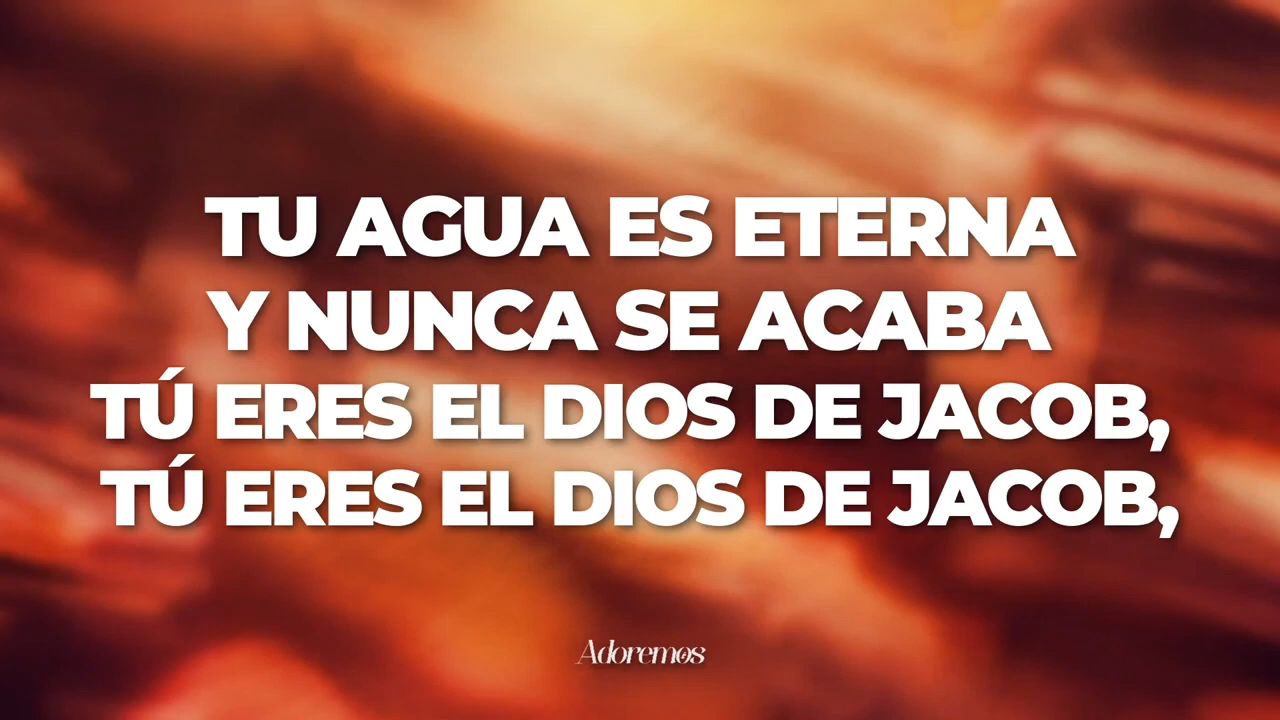 TU AGUA ES ETERNA
Y NUNCA SE ACABA
TÚ ERES EL DIOS DE JACOB,
TÚ ERES EL DIOS DE JACOB,
Adoremos